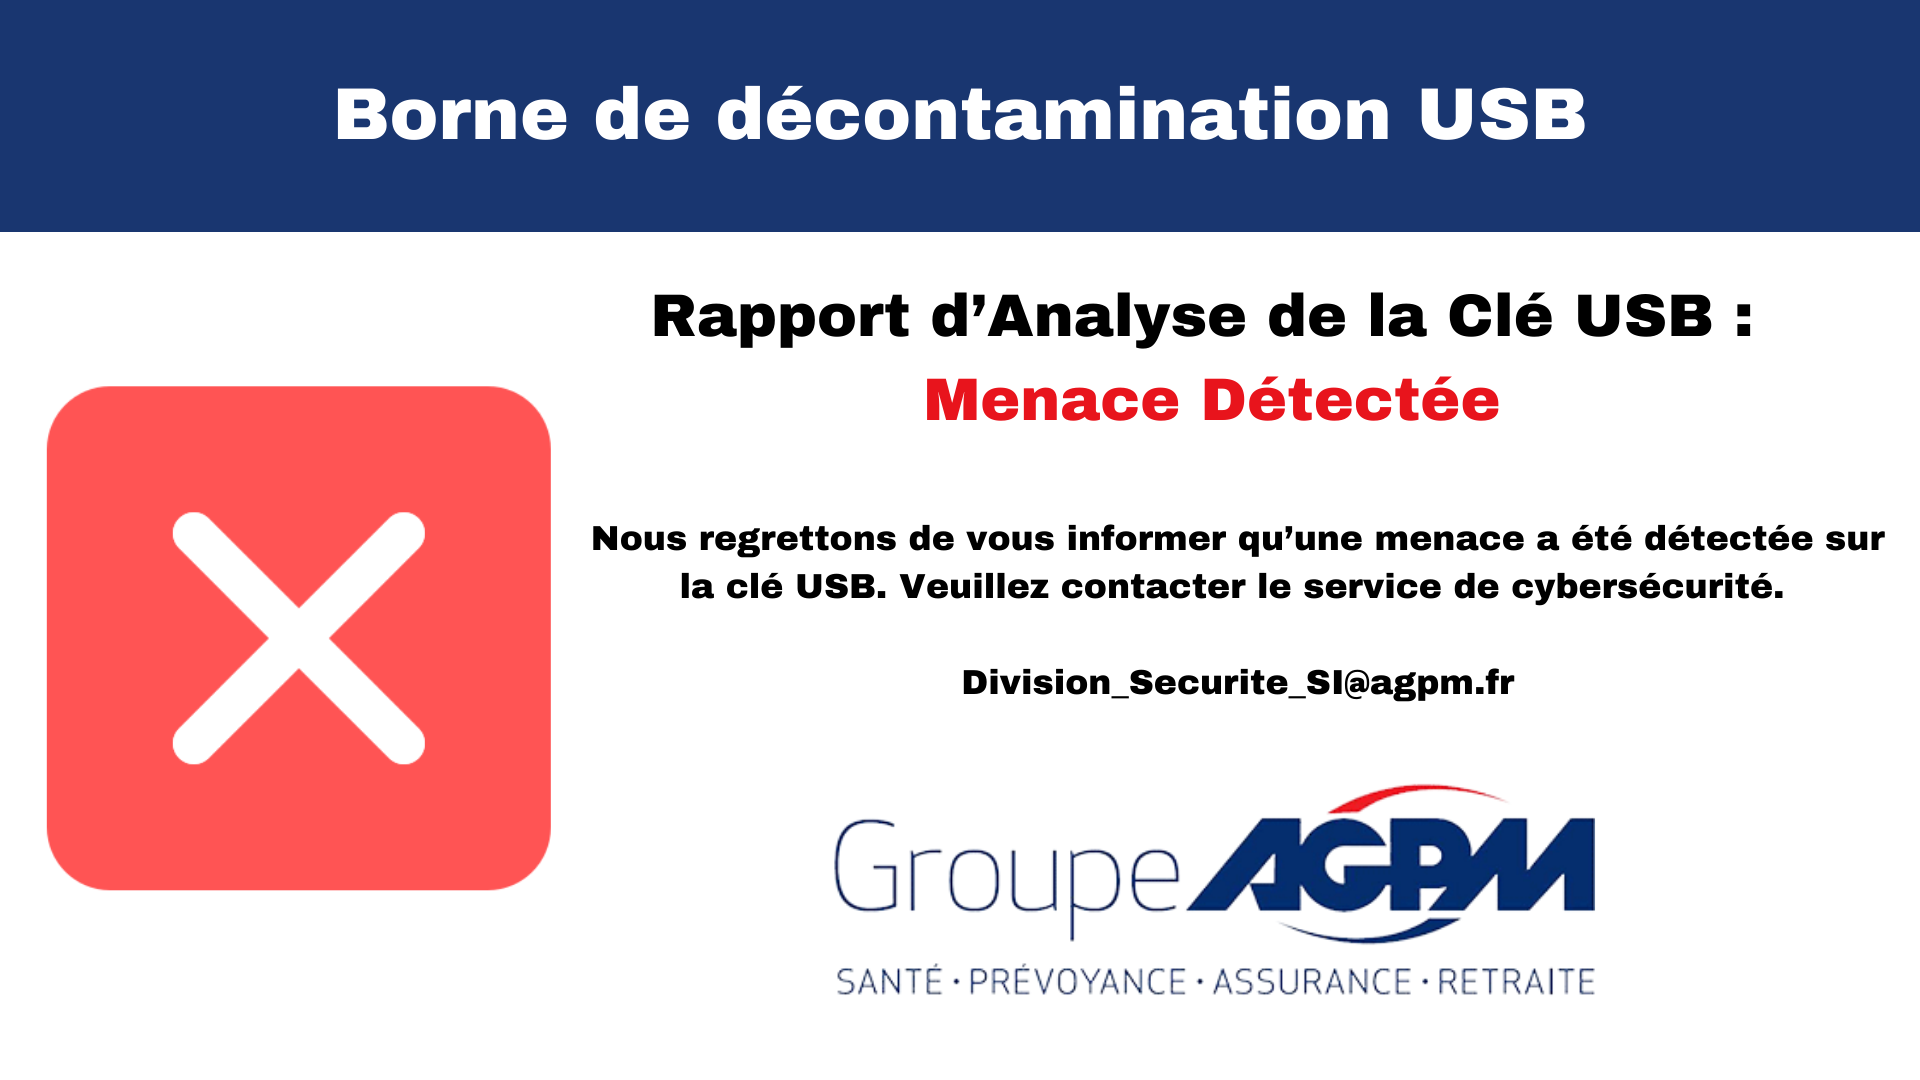 Borne de décontamination USB
Rapport d’Analyse de la Clé USB :
Menace Détectée
Nous regrettons de vous informer qu’une menace a été détectée sur
la clé USB. Veuillez contacter le service de cybersécurité.
Division_Securite_SI@agpm.fr
Groupe AGPM
SANTÉ · PRÉVOYANCE · ASSURANCE · RETRAITE